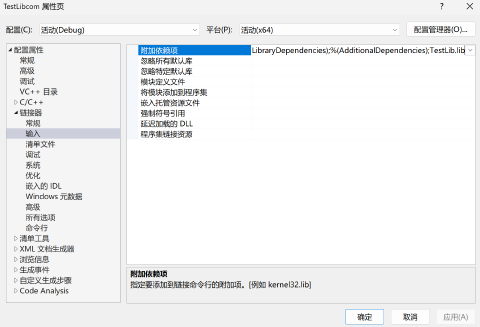 TestLibcom 属性页
? ×
配置(C): 活动(Debug) 平台(P): 活动(x64) 配置管理器(O)...
配置属性
常规
高级
调试
VC++ 目录
C/C++
链接器
常规
输入
清单文件
调试
系统
优化
嵌入的 IDL
Windows 元数据
高级
所有选项
命令行
清单工具
XML 文档生成器
浏览信息
生成事件
自定义生成步骤
Code Analysis
附加依赖项 LibraryDependencies);%(AdditionalDependencies);TestLib.lib
忽略所有默认库
忽略特定默认库
模块定义文件
将模块添加到程序集
嵌入托管资源文件
强制符号引用
延迟加载的 DLL
程序集链接资源
附加依赖项
指定要添加到链接命令行的附加项。[例如 kernel32.lib]
确定 取消 应用(A)